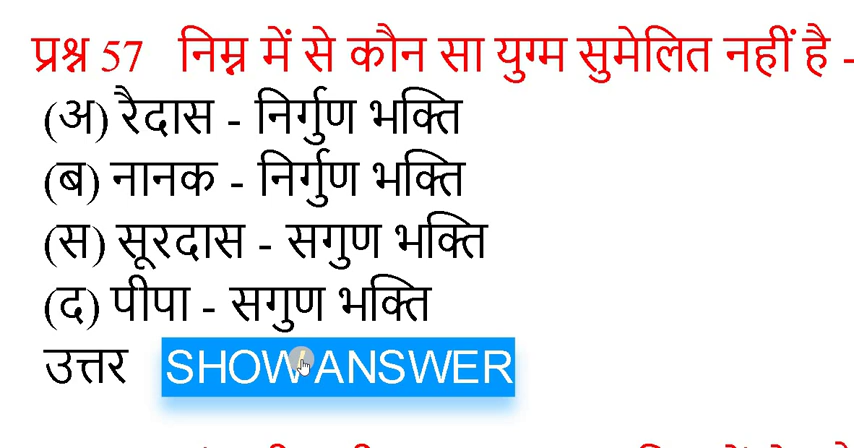 प्रश्न 57 निम्न में से कौन सा युग्म सुमेलित नहीं है -
(अ) रैदास - निर्गुण भक्ति
(ब) नानक - निर्गुण भक्ति
(स) सूरदास - सगुण भक्ति
(द) पीपा - सगुण भक्ति
उत्तर SHOW ANSWER